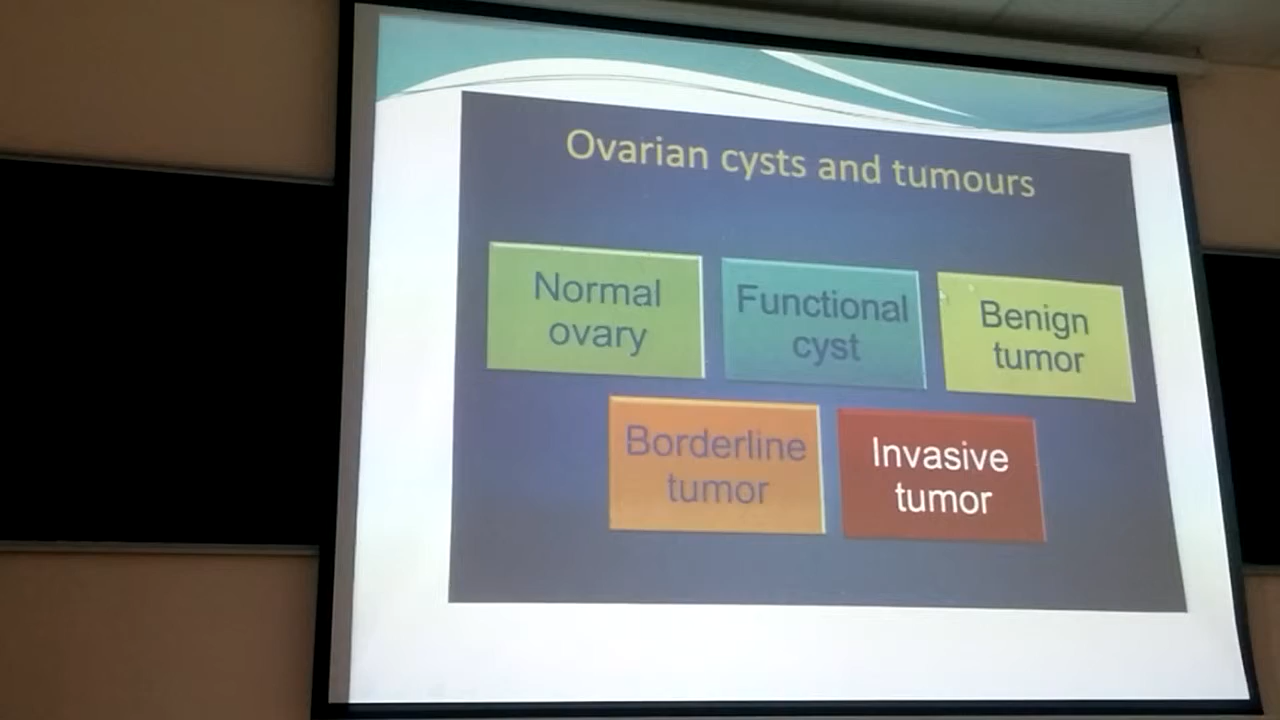 Ovarian cysts and tumours
Normal
ovary
Functional
cyst
Benign
tumor
Borderline
tumor
Invasive
tumor